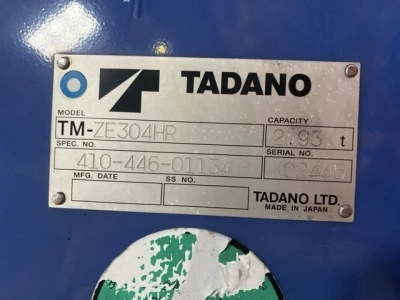 TADANO
MODEL CAPACITY
TM-ZE304HR 2.93 t
SPEC. NO. SERIAL NO.
410-446-01134
MFG. DATE SS NO.
TADANO LTD.
MADE IN JAPAN